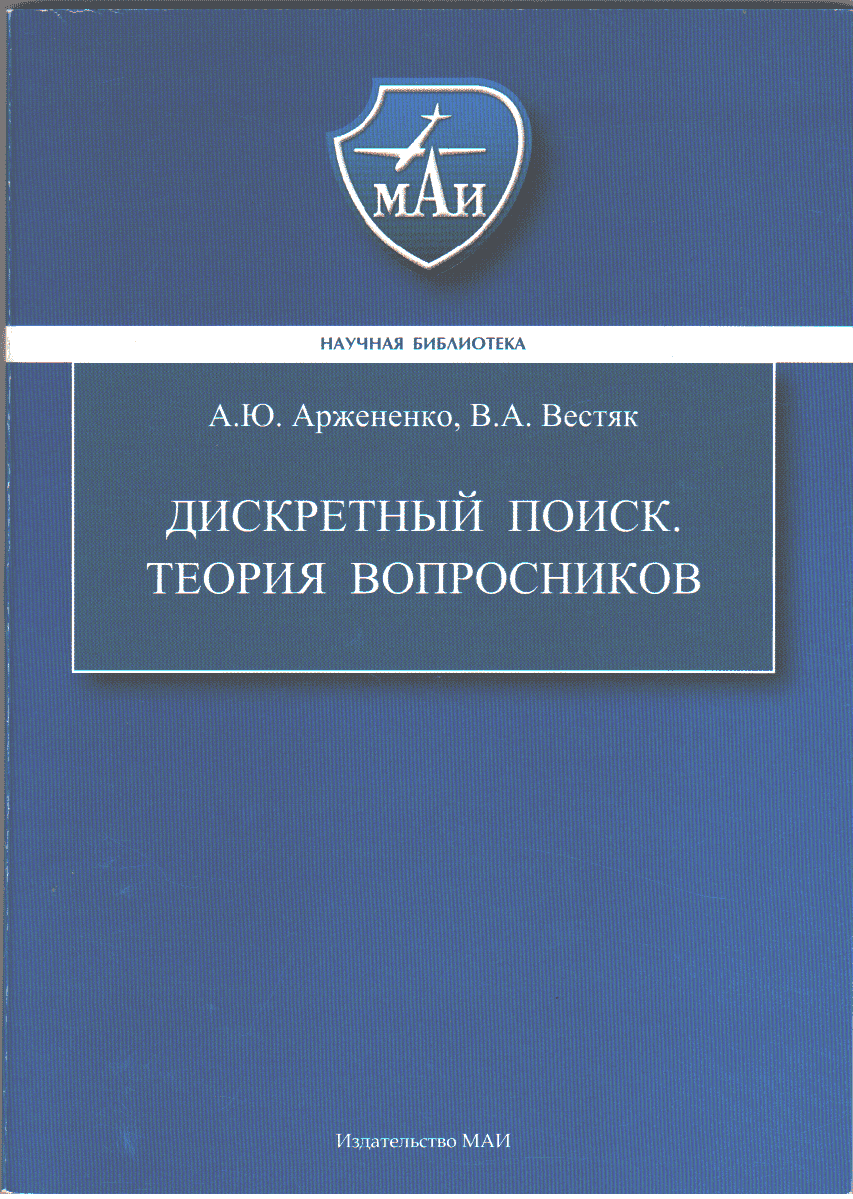 МАИ
НАУЧНАЯ БИБЛИОТЕКА
А.Ю. Аржененко, В.А. Вестяк
ДИСКРЕТНЫЙ ПОИСК.
ТЕОРИЯ ВОПРОСНИКОВ
Издательство МАИ